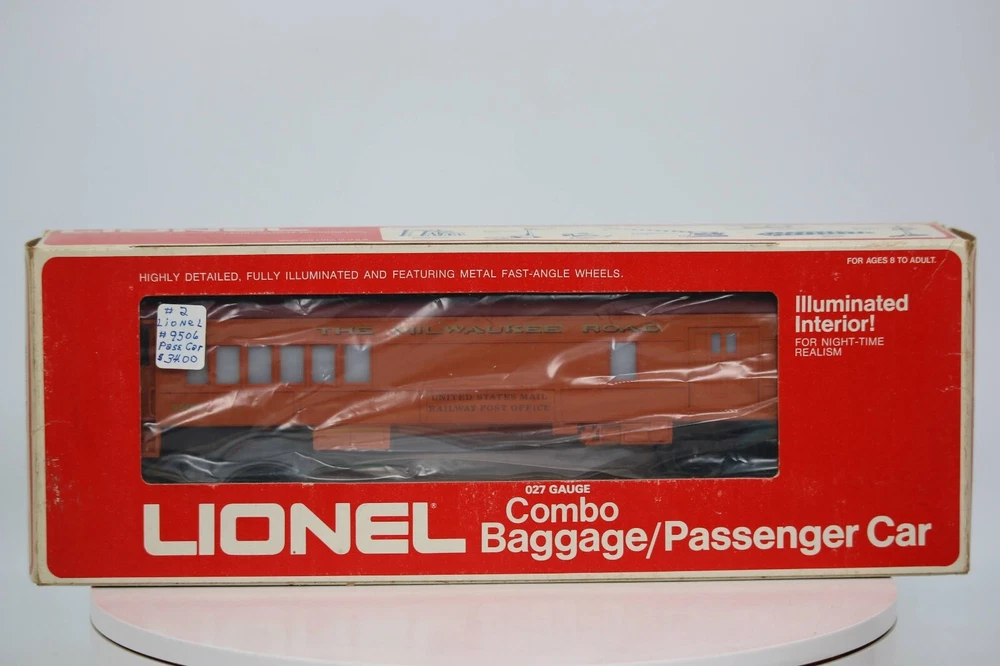 FOR AGES 8 TO ADULT.
HIGHLY DETAILED, FULLY ILLUMINATED AND FEATURING METAL FAST-ANGLE WHEELS.
# 2
Lionel
#9506
Pass Car
$34.00
THE MILWAUKEE ROAD
UNITED STATES MAIL
RAILWAY POST OFFICE
Illuminated
Interior!
FOR NIGHT-TIME
REALISM
LIONEL®
027 GAUGE
Combo
Baggage/Passenger Car